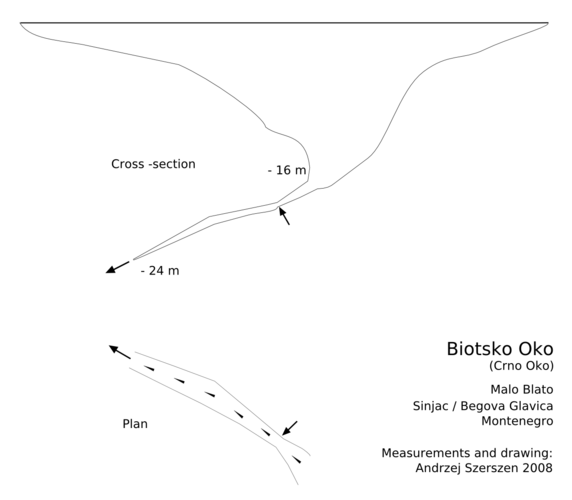 Cross -section
- 16 m
- 24 m
Plan
Biotsko Oko
(Crno Oko)
Malo Blato
Sinjac / Begova Glavica
Montenegro
Measurements and drawing:
Andrzej Szerszen 2008